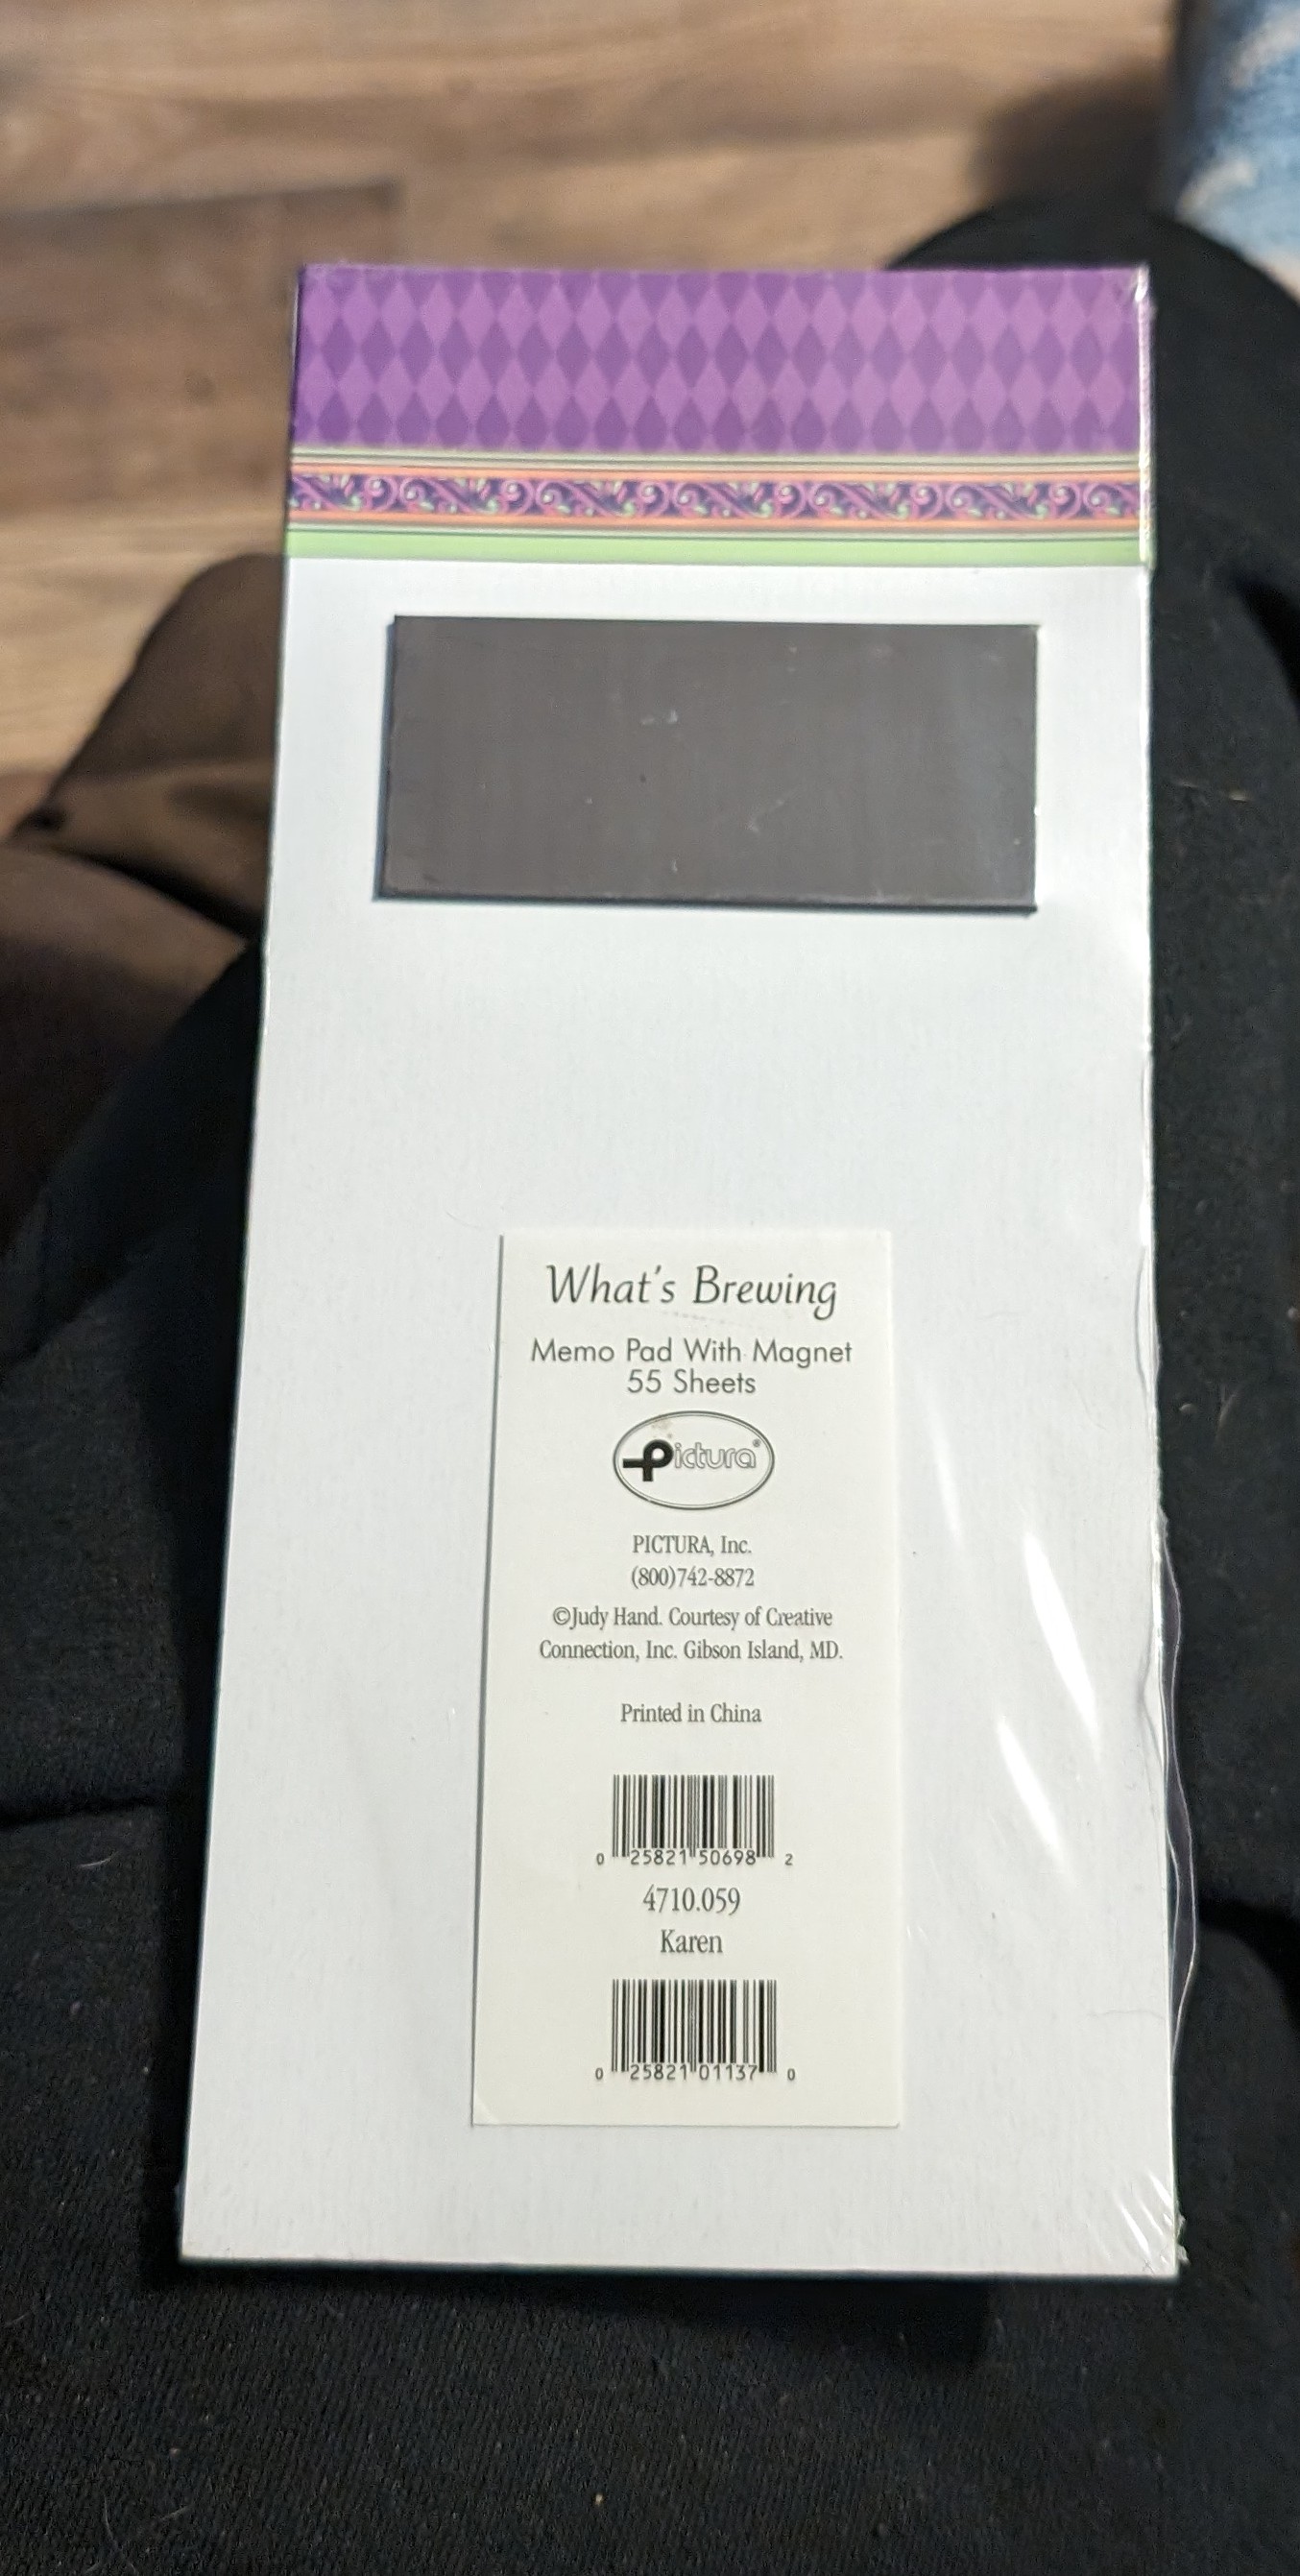 What's Brewing
Memo Pad With Magnet
55 Sheets
Pictura®
PICTURA, Inc.
(800)742-8872
©Judy Hand. Courtesy of Creative
Connection, Inc. Gibson Island, MD.
Printed in China
0 25821 50698 2
4710.059
Karen
0 25821 01137 0